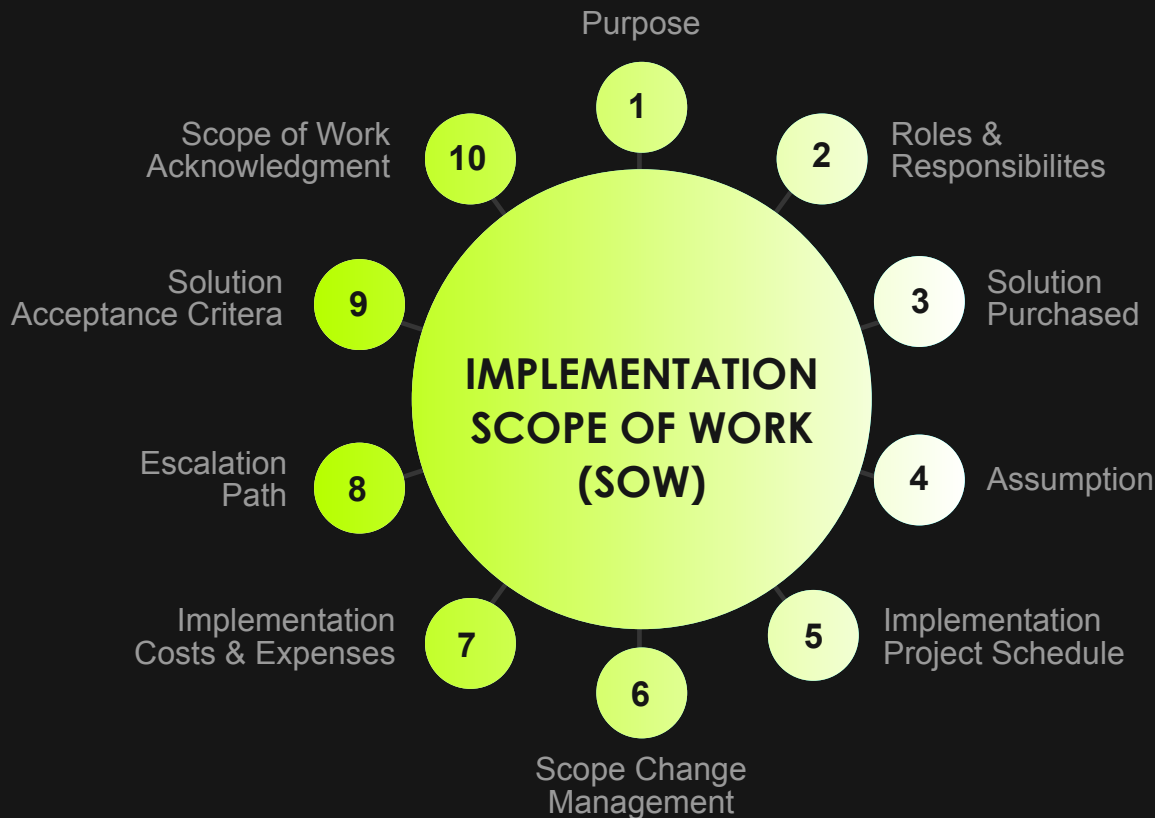 Purpose
1
2
Roles &
Responsibilites
3
Solution
Purchased
4
Assumption
5
Implementation
Project Schedule
6
Scope Change
Management
7
Implementation
Costs & Expenses
8
Escalation
Path
9
Solution
Acceptance Critera
10
Scope of Work
Acknowledgment
IMPLEMENTATION
SCOPE OF WORK
(SOW)